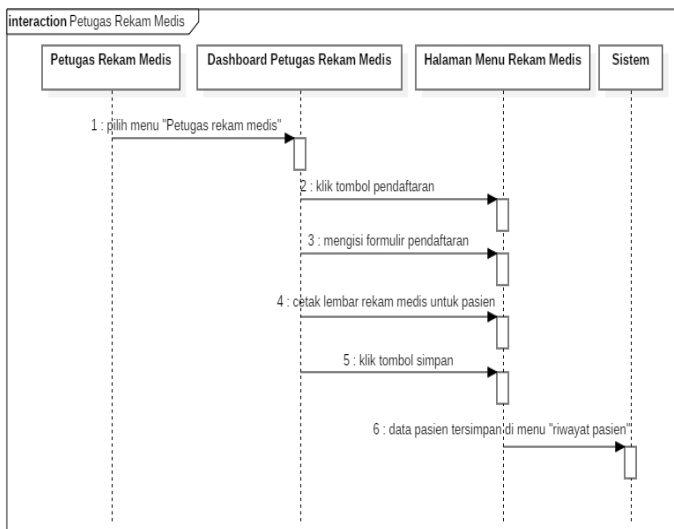 interaction Petugas Rekam Medis
Petugas Rekam Medis
Dashboard Petugas Rekam Medis
Halaman Menu Rekam Medis
Sistem
1 : pilih menu "Petugas rekam medis"
2 : klik tombol pendaftaran
3 : mengisi formulir pendaftaran
4 : cetak lembar rekam medis untuk pasien
5 : klik tombol simpan
6 : data pasien tersimpan di menu "riwayat pasien"